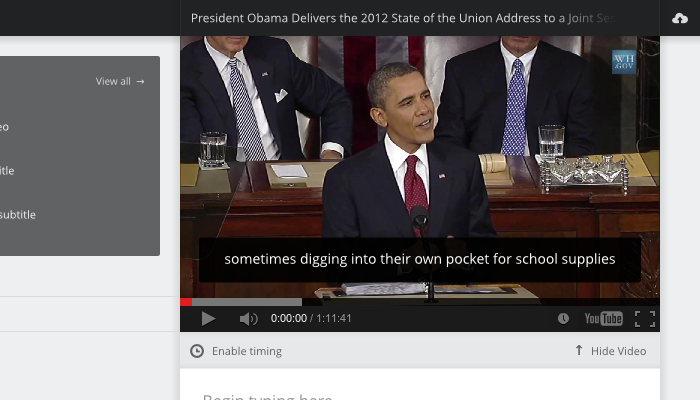 President Obama Delivers the 2012 State of the Union Address to a Joint Se
View all →
eo
itle
subtitle
WH
.GOV
sometimes digging into their own pocket for school supplies
0:00:00 / 1:11:41
YouTube
Enable timing
↑ Hide Video
Begin typing here